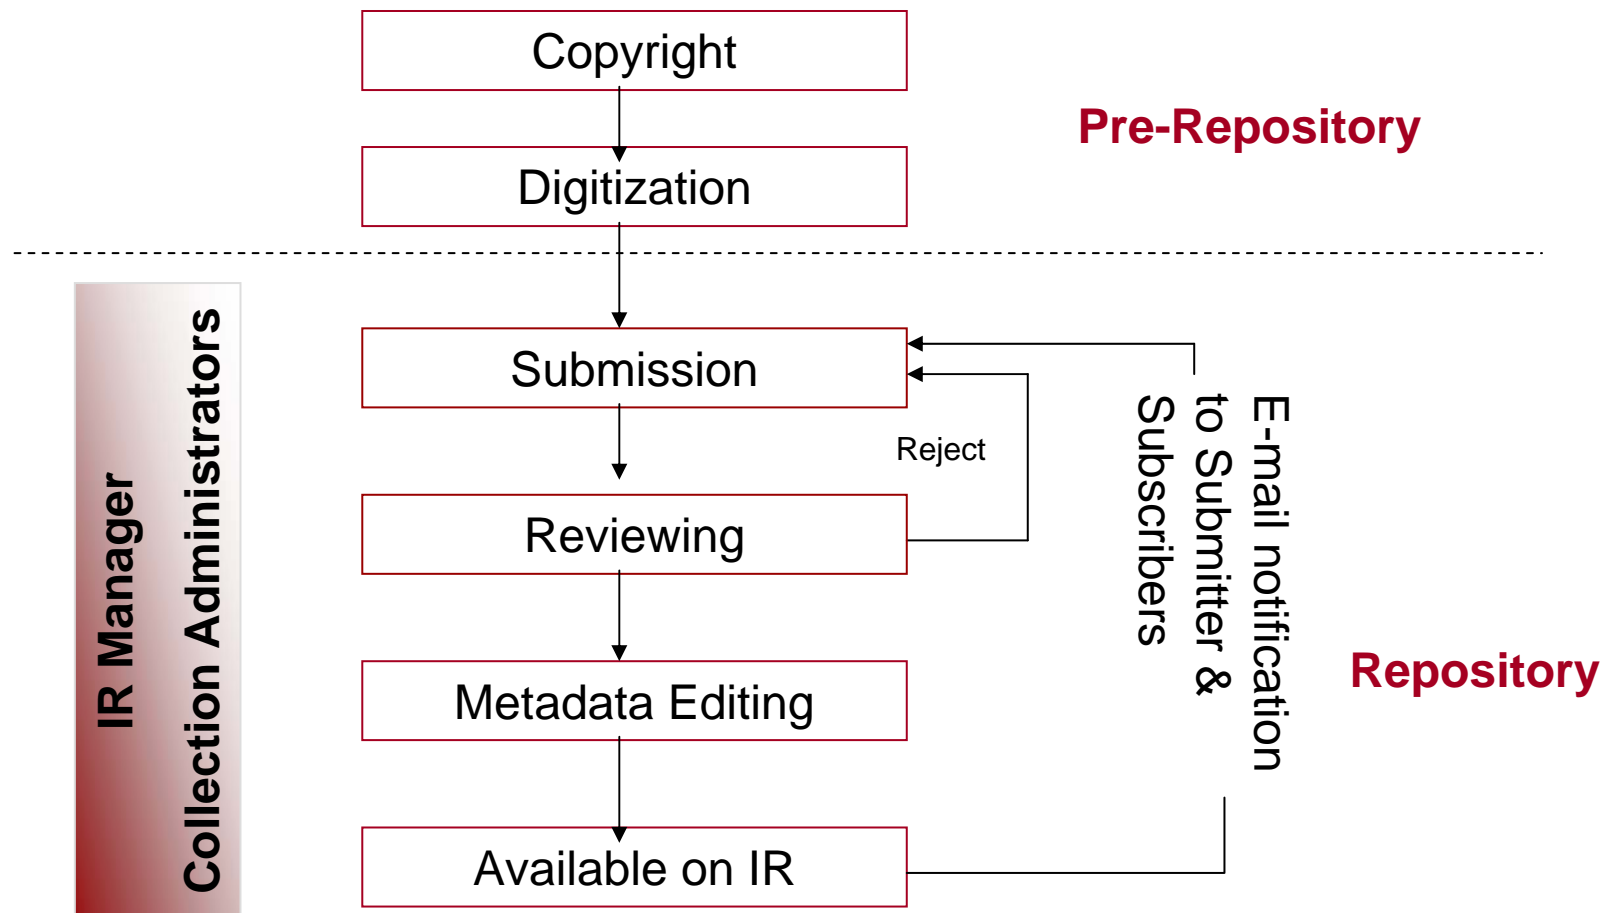 Copyright
Pre-Repository
Digitization
IR Manager
Collection Administrators
Submission
Reject
E-mail notification
to Submitter &
Subscribers
Reviewing
Repository
Metadata Editing
Available on IR